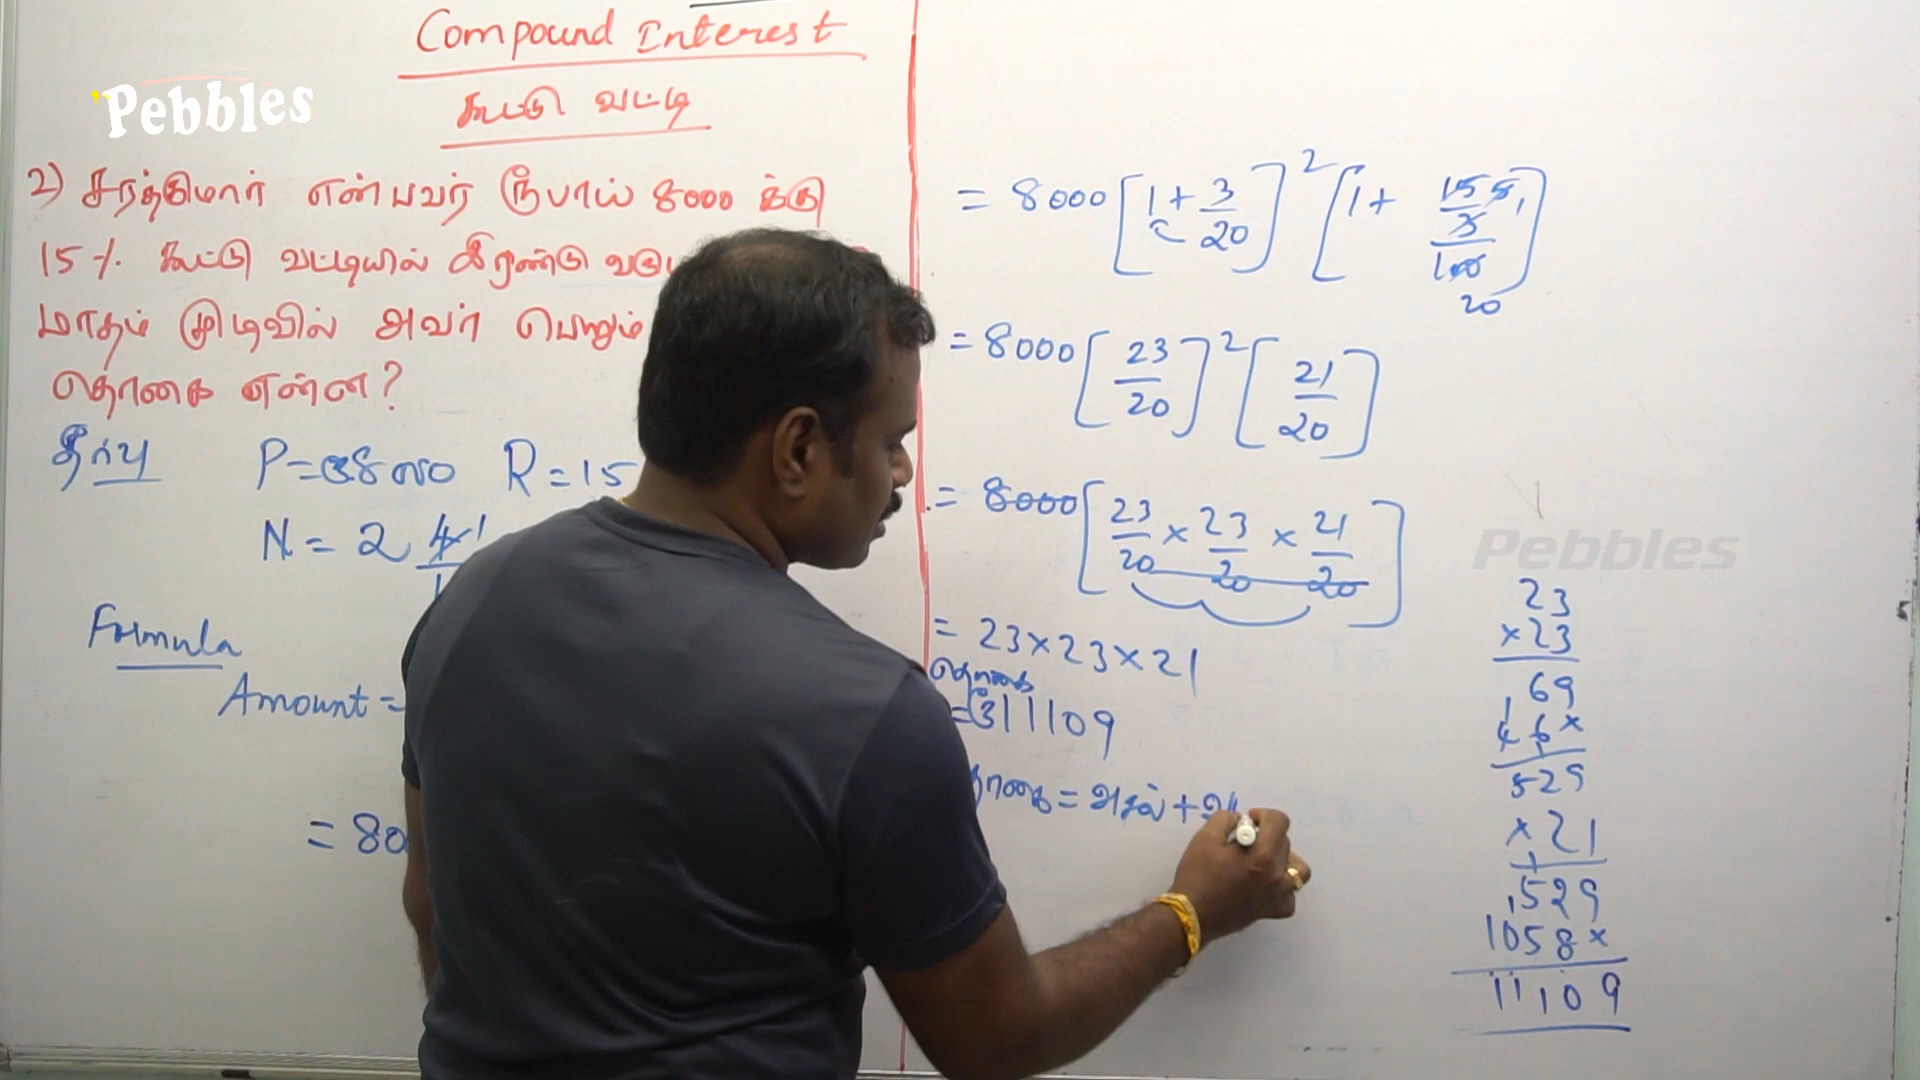 Compound Interest
கூட்டு வட்டி
Pebbles
2) சரத்குமார் என்பவர் ரூபாய் 8000 க்கு
15% கூட்டு வட்டியில் இரண்டு
மாதம் முடிவில் அவர் பெறும்
தொகை என்ன?
தீர்வு P=₹8000 R=15
N = 2 4
Formula
Amount =
= 80
= 8000 [1 + 3/20]² [1 + 15/3/100 20]
= 8000 [23/20]² [21/20]
= 8000 [23/20 × 23/20 × 21/20]
= 23×23×21
தொகை
= ₹11109
தொகை = அசல் +
Pebbles
23
×23
69
46×
529
×21
529
1058×
11109